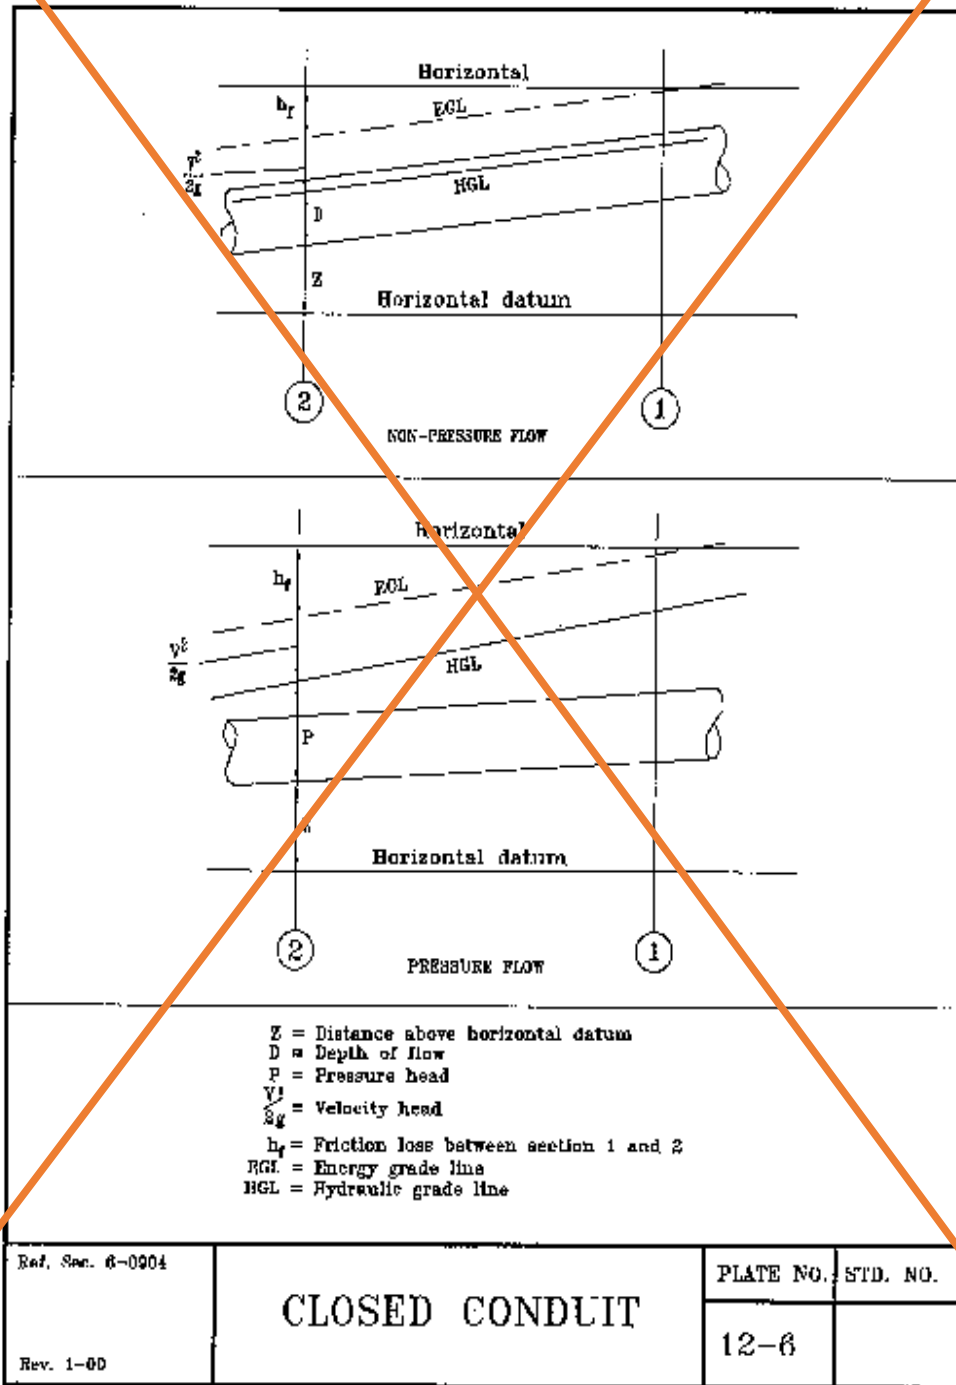 Horizontal
hf
EGL
V²
2g
HGL
D
Z
Horizontal datum
2
1
NON-PRESSURE FLOW
Horizontal
hf
EGL
V²
2g
HGL
P
Horizontal datum
2
1
PRESSURE FLOW
Z = Distance above horizontal datum
D = Depth of flow
P = Pressure head
V²/2g = Velocity head
hf = Friction loss between section 1 and 2
EGL = Energy grade line
HGL = Hydraulic grade line
Ref. Sec. 6-0904
Rev. 1-00
CLOSED CONDUIT
PLATE NO.
STD. NO.
12-6